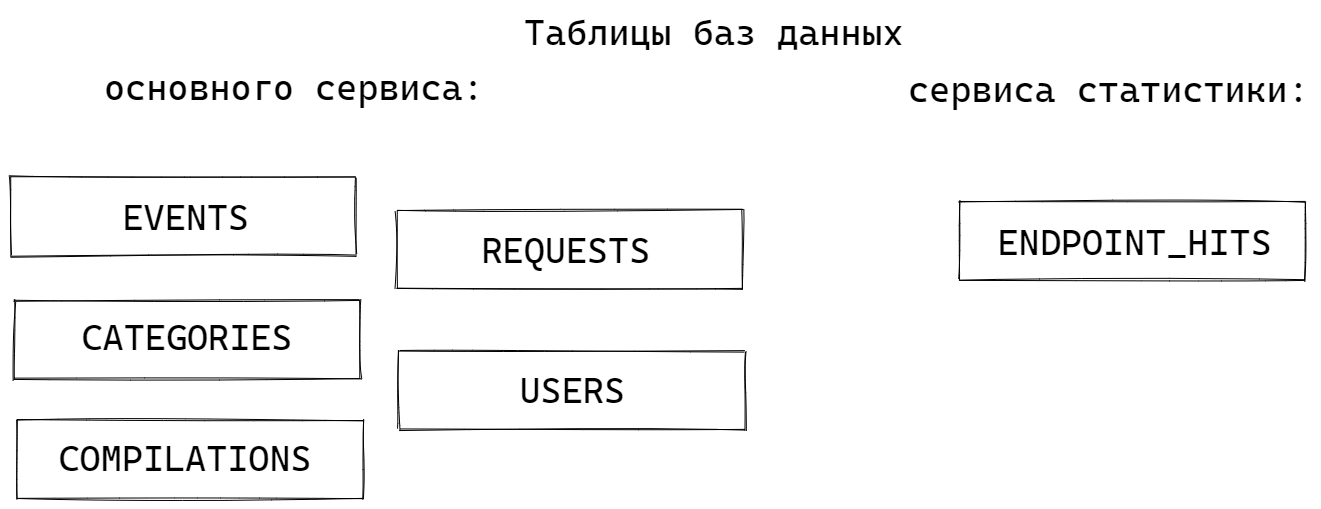 Таблицы баз данных
основного сервиса:
сервиса статистики:
EVENTS
REQUESTS
CATEGORIES
USERS
COMPILATIONS
ENDPOINT_HITS